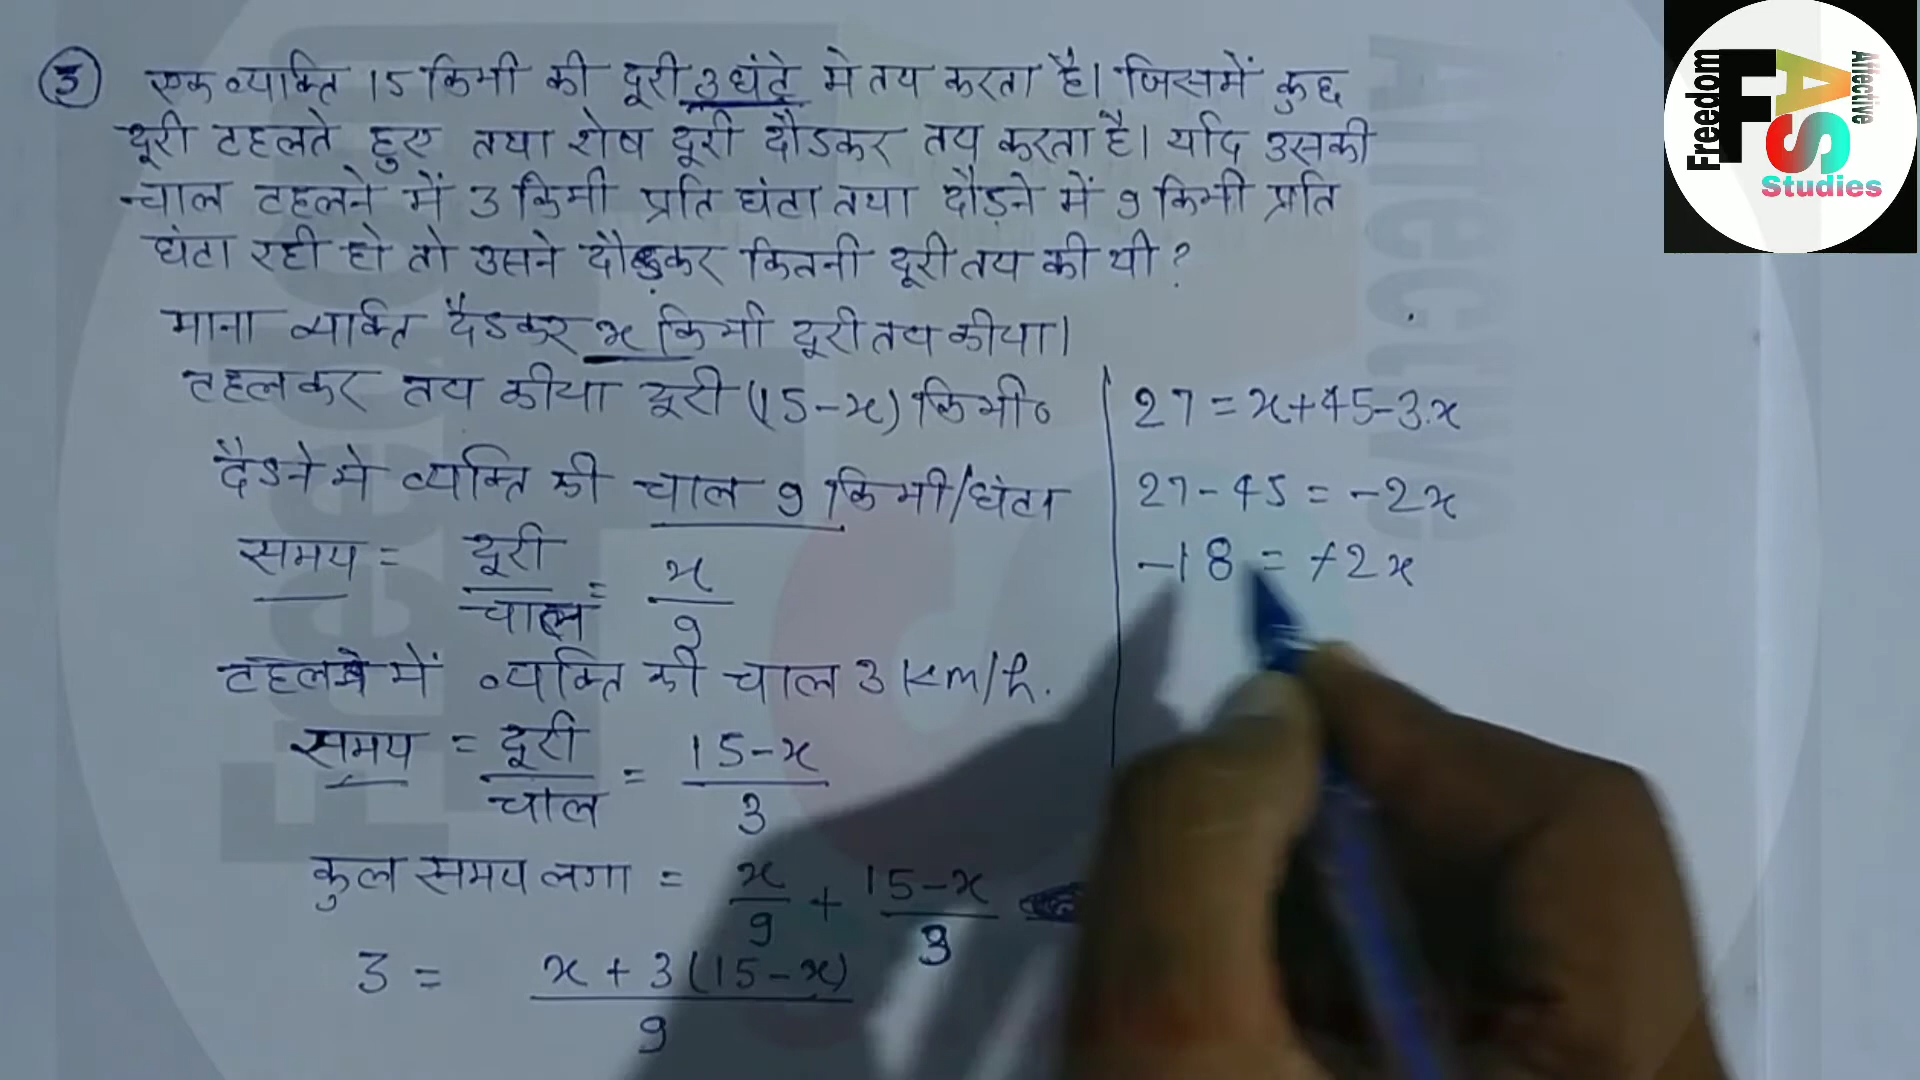 ③ एक व्यक्ति 15 किमी की दूरी 3 घंटे मे तय करता है। जिसमें कुछ
दूरी टहलते हुए तथा शेष दूरी दौडकर तय करता है। यदि उसकी
चाल टहलने में 3 किमी प्रति घंटा तथा दौड़ने में 9 किमी प्रति
घंटा रही हो तो उसने दौड़कर कितनी दूरी तय की थी ?
माना व्यक्ति दैडकर x किमी दूरी तय कीया।
टहलकर तय कीया दूरी (15-x) किमी०
दैडने मे व्यक्ति की चाल 9 किमी/घंटा
समय = दूरी/चाल = x/9
टहलने में व्यक्ति की चाल 3 km/h.
समय = दूरी/चाल = 15-x/3
कुल समय लगा = x/9 + 15-x/3
3 = x+3(15-x)/9
27 = x+45-3x
27-45 = -2x
-18 = +2x
Freedom
FAS
Affective
Studies